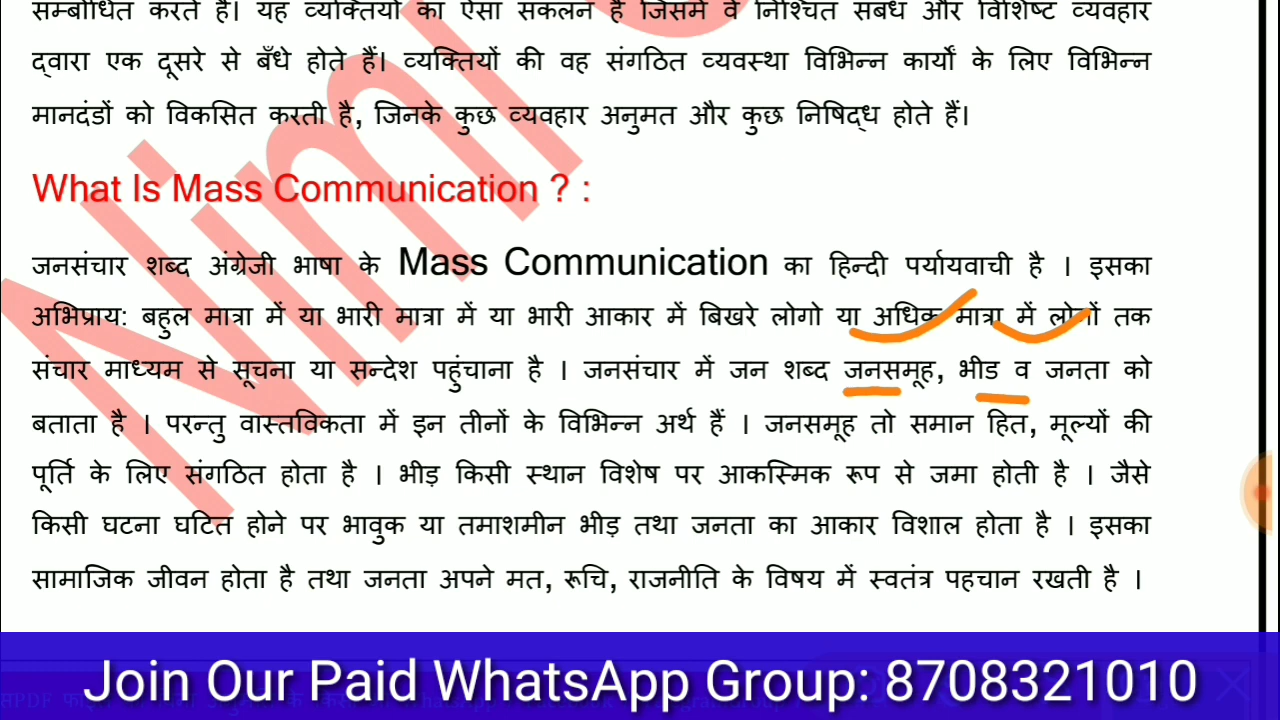 सम्बोधित करते हैं। यह व्यक्तियों का ऐसा संकलन है जिसमें वे निश्चित संबंध और विशिष्ट व्यवहार
द्वारा एक दूसरे से बँधे होते हैं। व्यक्तियों की वह संगठित व्यवस्था विभिन्न कार्यों के लिए विभिन्न
मानदंडों को विकसित करती है, जिनके कुछ व्यवहार अनुमत और कुछ निषिद्ध होते हैं।
What Is Mass Communication ? :
जनसंचार शब्द अंग्रेजी भाषा के Mass Communication का हिन्दी पर्यायवाची है । इसका
अभिप्राय: बहुल मात्रा में या भारी मात्रा में या भारी आकार में बिखरे लोगो या अधिक मात्रा में लोगों तक
संचार माध्यम से सूचना या सन्देश पहुंचाना है । जनसंचार में जन शब्द जनसमूह, भीड व जनता को
बताता है । परन्तु वास्तविकता में इन तीनों के विभिन्न अर्थ हैं । जनसमूह तो समान हित, मूल्यों की
पूर्ति के लिए संगठित होता है । भीड़ किसी स्थान विशेष पर आकस्मिक रूप से जमा होती है । जैसे
किसी घटना घटित होने पर भावुक या तमाशमीन भीड़ तथा जनता का आकार विशाल होता है । इसका
सामाजिक जीवन होता है तथा जनता अपने मत, रूचि, राजनीति के विषय में स्वतंत्र पहचान रखती है ।
Join Our Paid WhatsApp Group: 8708321010